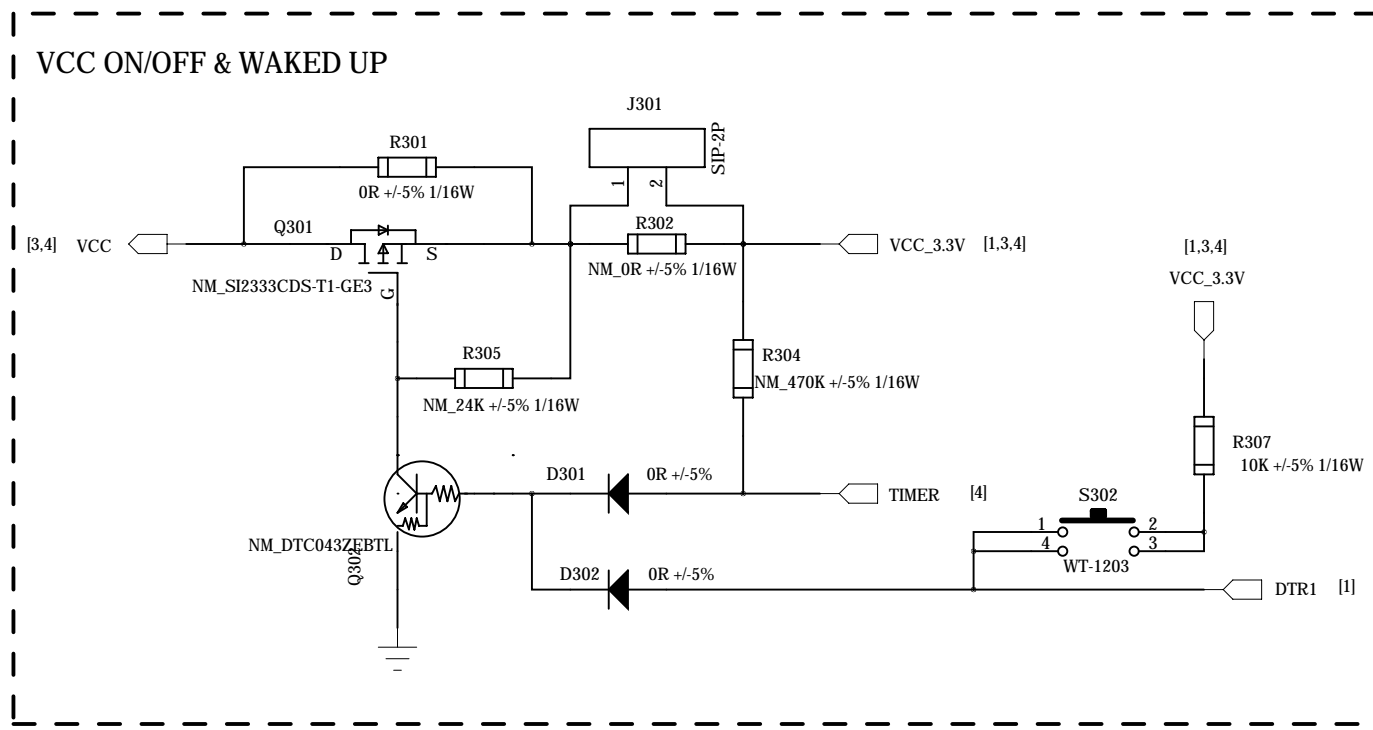 VCC ON/OFF & WAKED UP
J301
SIP-2P
1
2
R301
0R +/-5% 1/16W
Q301
[3,4] VCC
D
S
G
NM_SI2333CDS-T1-GE3
R302
NM_0R +/-5% 1/16W
VCC_3.3V [1,3,4]
[1,3,4]
VCC_3.3V
R305
NM_24K +/-5% 1/16W
R304
NM_470K +/-5% 1/16W
R307
10K +/-5% 1/16W
D301 0R +/-5%
TIMER [4]
S302
1
2
4
3
WT-1203
NM_DTC043ZEBTL
Q302
D302 0R +/-5%
DTR1 [1]